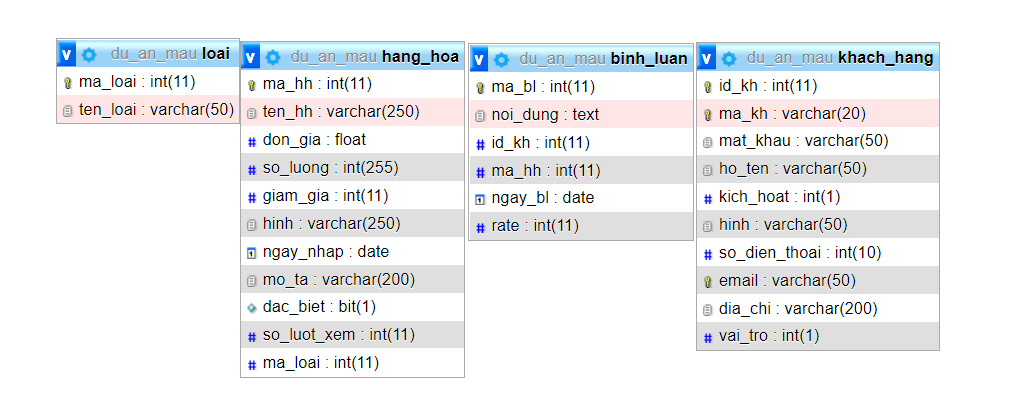 v du_an_mau loai
ma_loai : int(11)
ten_loai : varchar(50)
v du_an_mau hang_hoa
ma_hh : int(11)
ten_hh : varchar(250)
# don_gia : float
# so_luong : int(255)
# giam_gia : int(11)
hinh : varchar(250)
ngay_nhap : date
mo_ta : varchar(200)
dac_biet : bit(1)
# so_luot_xem : int(11)
# ma_loai : int(11)
v du_an_mau binh_luan
ma_bl : int(11)
noi_dung : text
# id_kh : int(11)
# ma_hh : int(11)
ngay_bl : date
# rate : int(11)
v du_an_mau khach_hang
id_kh : int(11)
ma_kh : varchar(20)
mat_khau : varchar(50)
ho_ten : varchar(50)
# kich_hoat : int(1)
hinh : varchar(50)
# so_dien_thoai : int(10)
email : varchar(50)
dia_chi : varchar(200)
# vai_tro : int(1)